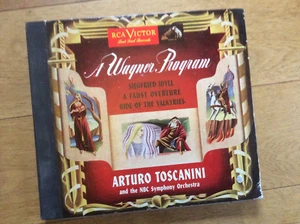 RCA VICTOR
Red Seal Records
A Wagner Program
SIEGFRIED IDYLL
A FAUST OVERTURE
RIDE OF THE VALKYRIES
ARTURO TOSCANINI
and the NBC Symphony Orchestra